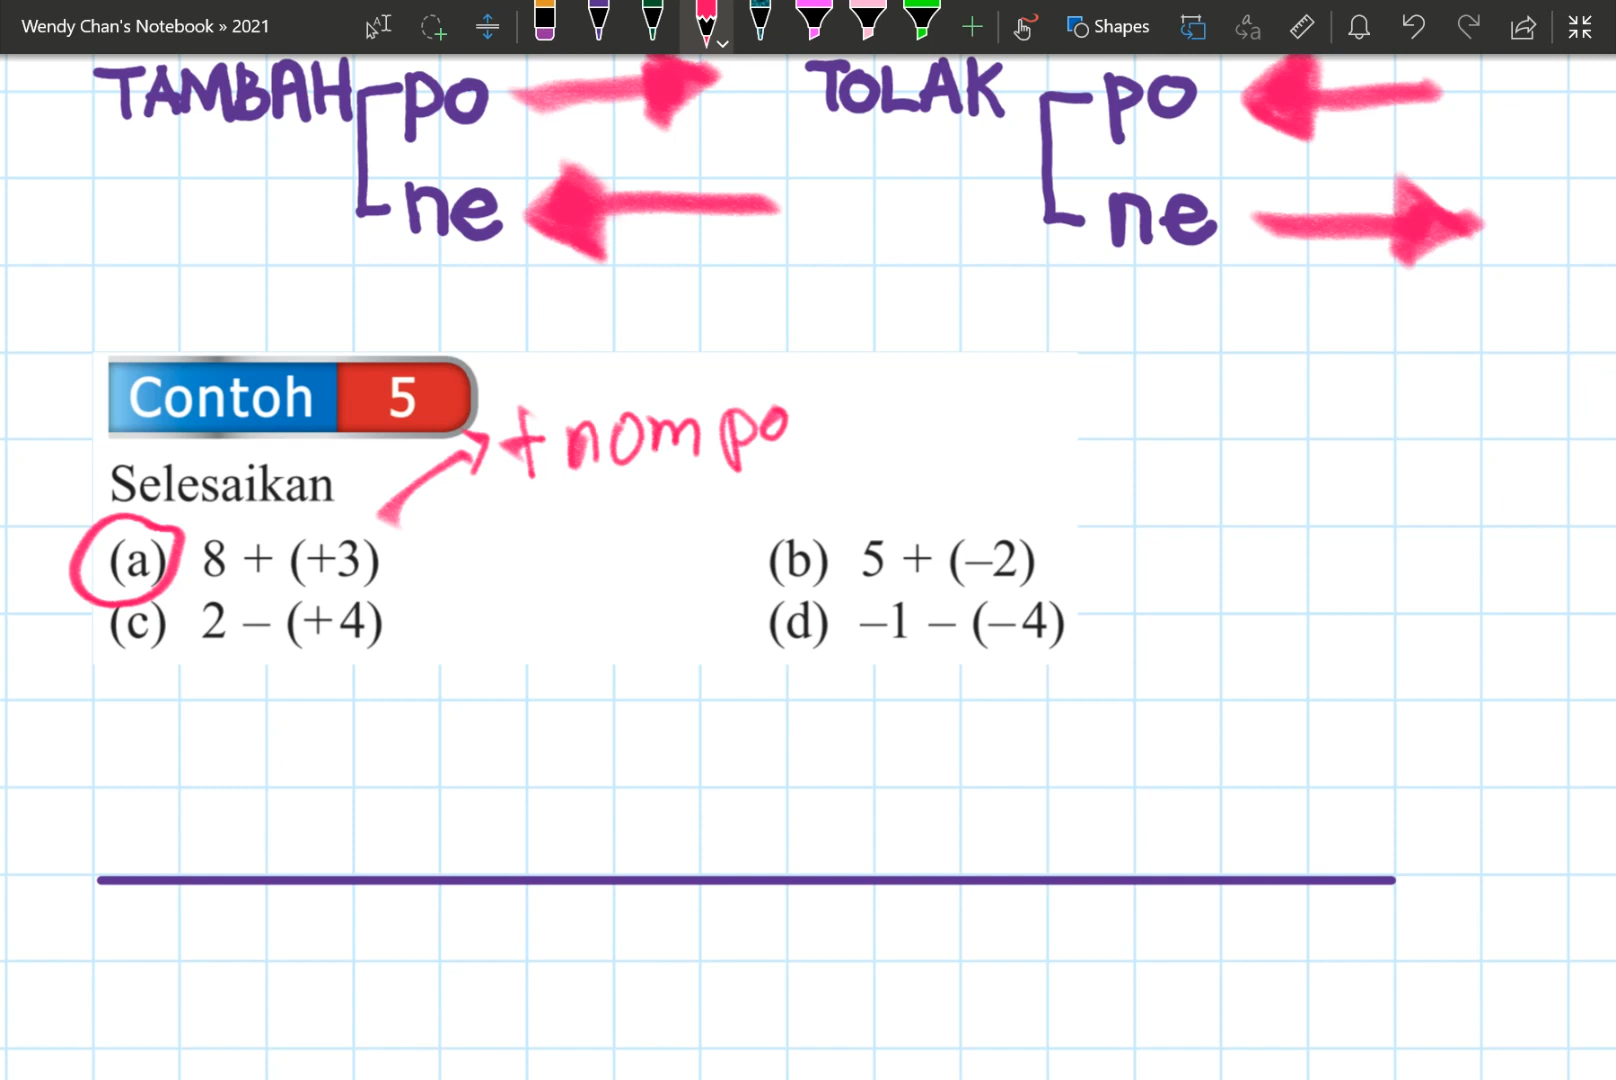 Wendy Chan's Notebook » 2021
Shapes
TAMBAH po
TOLAK po
ne
ne
Contoh 5
+ nom po
Selesaikan
(a) 8 + (+3)
(b) 5 + (–2)
(c) 2 – (+4)
(d) –1 – (–4)